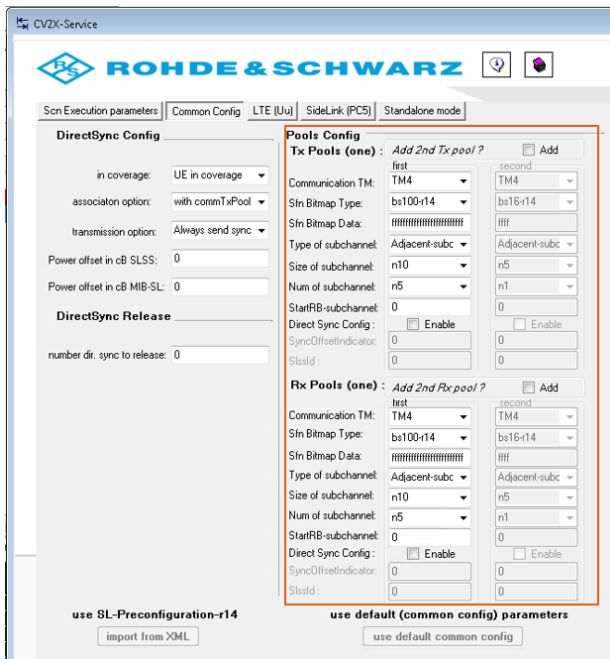 CV2X-Service
ROHDE & SCHWARZ
Scn Execution parameters Common Config LTE (Uu) SideLink (PC5) Standalone mode
DirectSync Config
in coverage: UE in coverage
associaton option: with commTxPool
transmission option: Always send sync
Power offset in cB SLSS: 0
Power offset in cB MIB-SL: 0
DirectSync Release
number dir. sync to release: 0
Pools Config
Tx Pools (one) : Add 2nd Tx pool ? Add
first second
Communication TM: TM4 TM4
Sfn Bitmap Type: bs100-r14 bs16-r14
Sfn Bitmap Data: ffffffffffffffffffffffffff ffff
Type of subchannel: Adjacent-subc Adjacent-subc
Size of subchannel: n10 n5
Num of subchannel: n5 n1
StartRB-subchannel: 0 0
Direct Sync Config : Enable Enable
SyncOffsetIndicator: 0 0
SlssId : 0 0
Rx Pools (one) : Add 2nd Rx pool ? Add
first second
Communication TM: TM4 TM4
Sfn Bitmap Type: bs100-r14 bs16-r14
Sfn Bitmap Data: ffffffffffffffffffffffffff ffff
Type of subchannel: Adjacent-subc Adjacent-subc
Size of subchannel: n10 n5
Num of subchannel: n5 n1
StartRB-subchannel: 0 0
Direct Sync Config : Enable Enable
SyncOffsetIndicator: 0 0
SlssId : 0 0
use SL-Preconfiguration-r14
import from XML
use default (common config) parameters
use default common config